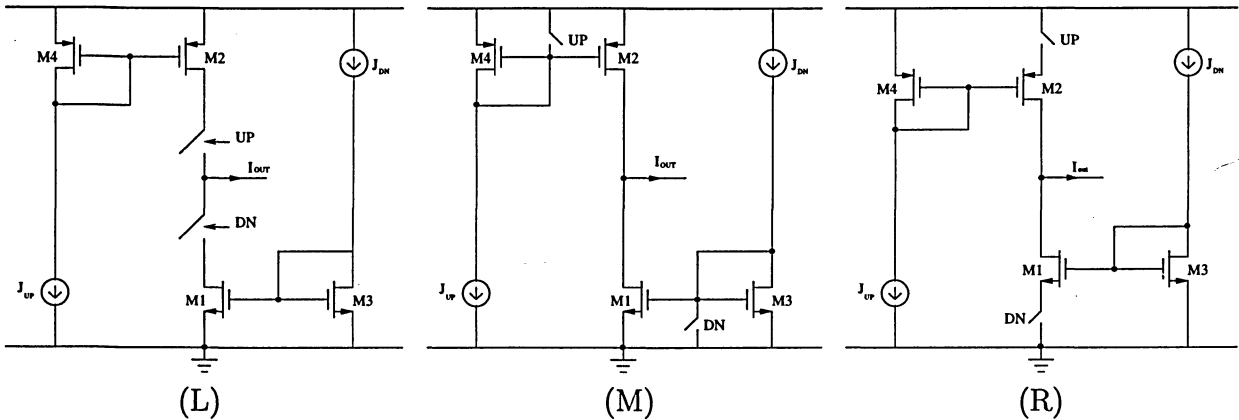 M4
M2
J_DN
UP
I_OUT
DN
J_UP
M1
M3
(L)
UP
M4
M2
J_DN
I_OUT
J_UP
M1
M3
DN
(M)
UP
J_DN
M4
M2
I_out
M1
M3
J_UP
DN
(R)